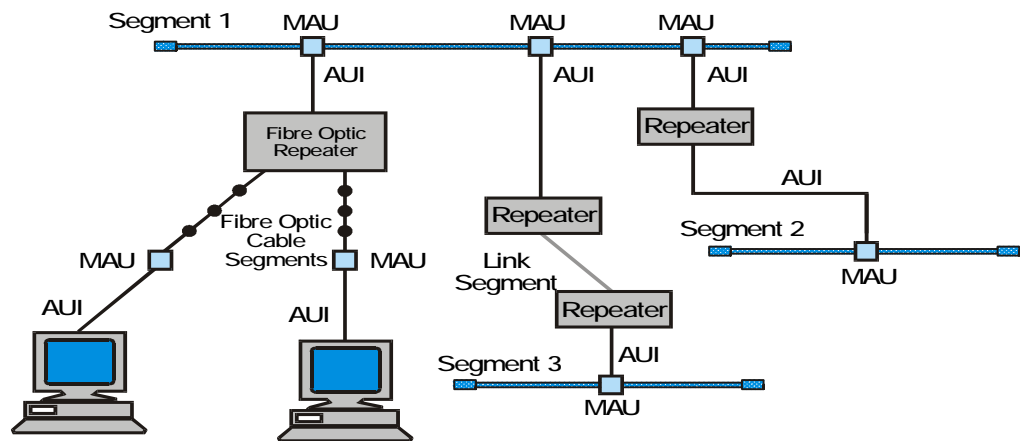 Segment 1
MAU
MAU
MAU
AUI
AUI
AUI
Fibre Optic
Repeater
Repeater
AUI
Repeater
Fibre Optic
Cable
Segments
Segment 2
MAU
MAU
Link
Segment
MAU
AUI
AUI
Repeater
AUI
Segment 3
MAU